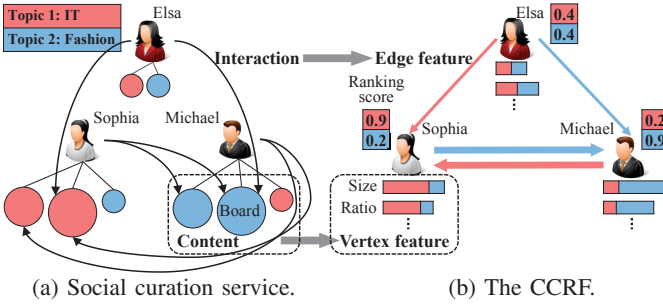 Topic 1: IT
Topic 2: Fashion
Elsa
Sophia
Michael
Board
Content
Interaction
Edge feature
Vertex feature
Elsa
0.4
0.4
Ranking
score
0.9
0.2
Sophia
Michael
0.2
0.9
Size
Ratio
(a) Social curation service.
(b) The CCRF.